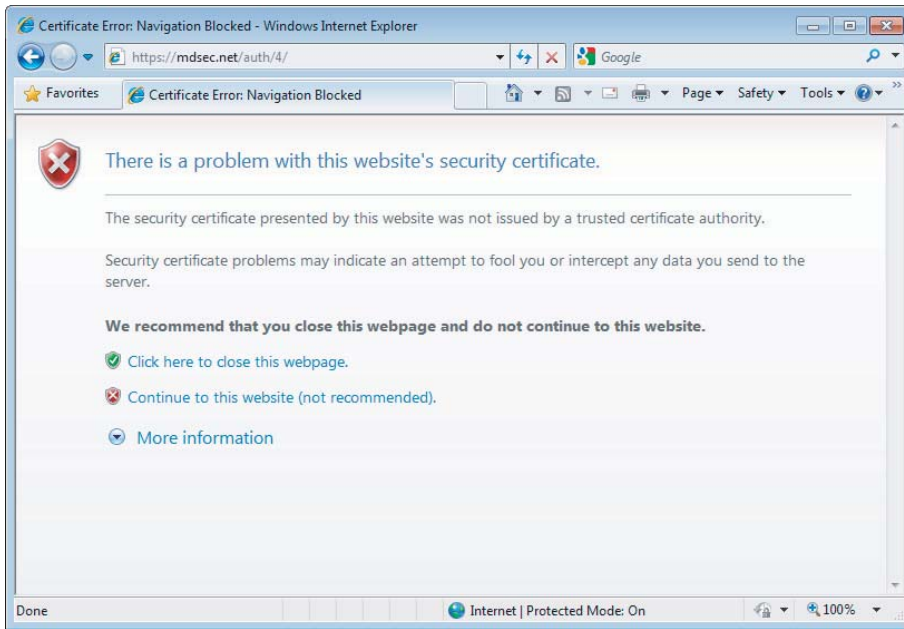 Certificate Error: Navigation Blocked - Windows Internet Explorer
https://mdsec.net/auth/4/
Google
Favorites
Certificate Error: Navigation Blocked
Page
Safety
Tools
There is a problem with this website's security certificate.
The security certificate presented by this website was not issued by a trusted certificate authority.
Security certificate problems may indicate an attempt to fool you or intercept any data you send to the
server.
We recommend that you close this webpage and do not continue to this website.
Click here to close this webpage.
Continue to this website (not recommended).
More information
Done
Internet | Protected Mode: On
100%